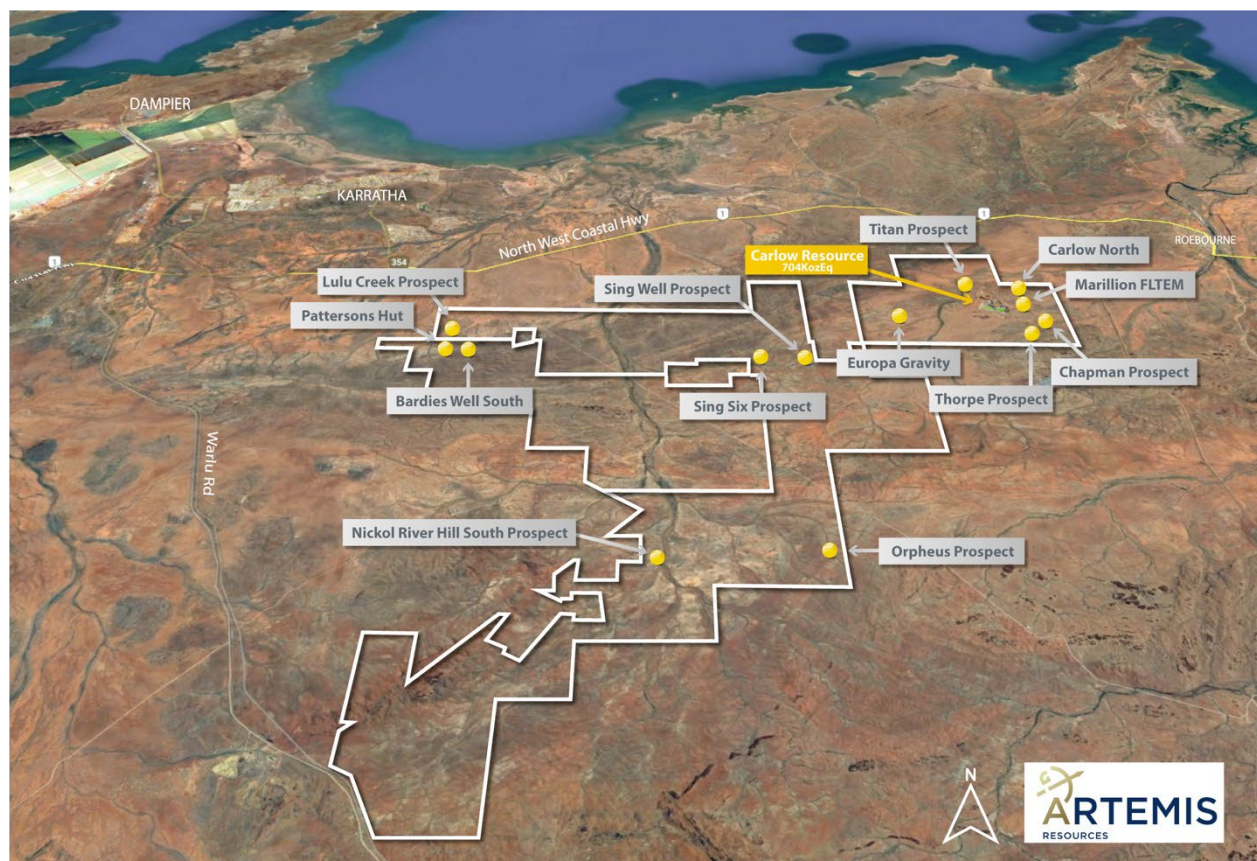 DAMPIER
KARRATHA
North West Coastal Hwy
1
1
1
354
ROEBOURNE
Titan Prospect
Carlow North
Carlow Resource
704KozEq
Marillion FLTEM
Lulu Creek Prospect
Sing Well Prospect
Pattersons Hut
Europa Gravity
Chapman Prospect
Bardies Well South
Sing Six Prospect
Thorpe Prospect
Warlu Rd
Nickol River Hill South Prospect
Orpheus Prospect
N
ARTEMIS
RESOURCES